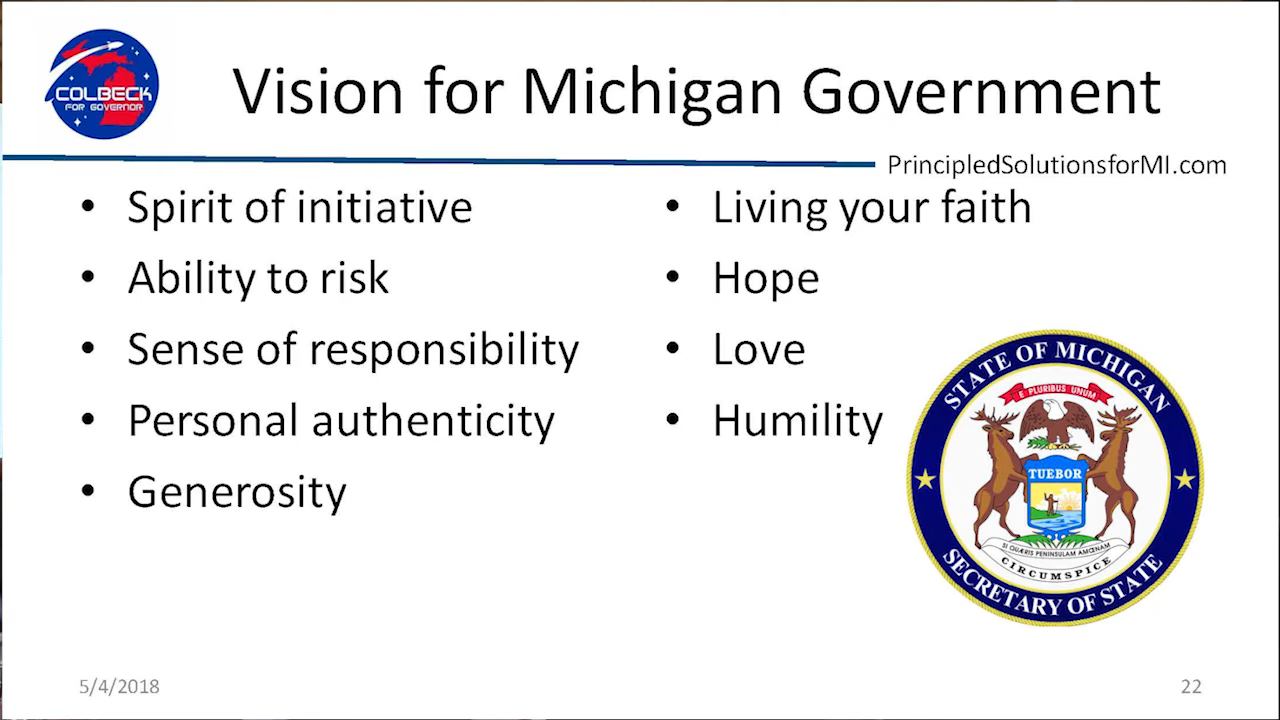 COLBECK
FOR GOVERNOR
Vision for Michigan Government
PrincipledSolutionsforMI.com
• Spirit of initiative
• Ability to risk
• Sense of responsibility
• Personal authenticity
• Generosity
• Living your faith
• Hope
• Love
• Humility
STATE OF MICHIGAN
E PLURIBUS UNUM
TUEBOR
SI QUÆRIS PENINSULAM AMŒNAM
CIRCUMSPICE
SECRETARY OF STATE
5/4/2018
22